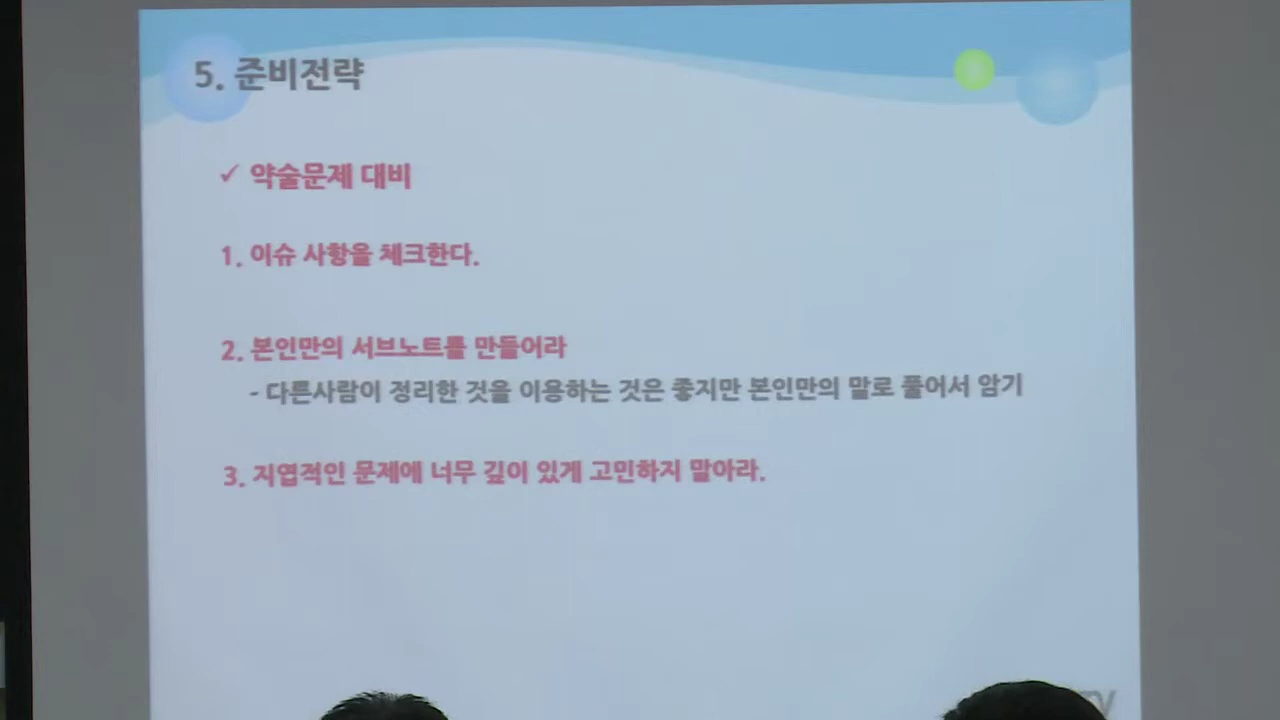 5. 준비전략
✓ 약술문제 대비
1. 이슈 사항을 체크한다.
2. 본인만의 서브노트를 만들어라
- 다른사람이 정리한 것을 이용하는 것은 좋지만 본인만의 말로 풀어서 암기
3. 지엽적인 문제에 너무 깊이 있게 고민하지 말아라.